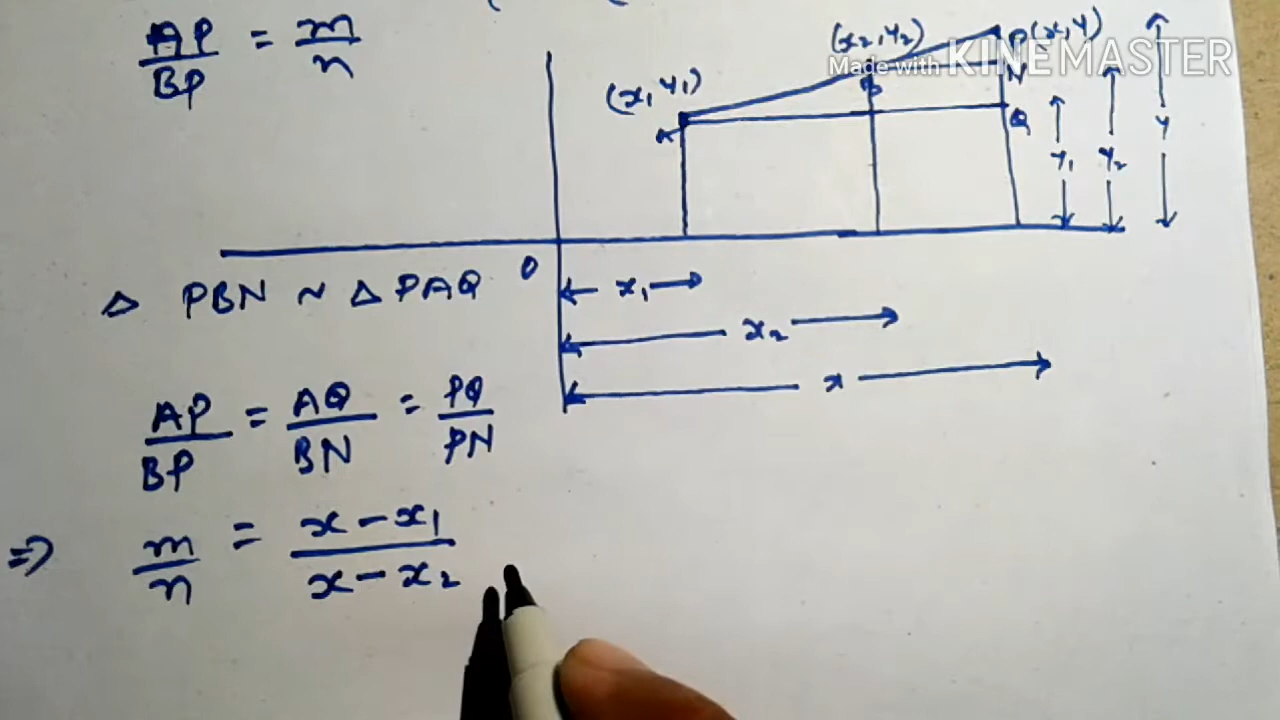 AP/BP = m/n
(x₂, y₂) P(x, y)
Made with KINEMASTER
(x, y₁) B N
A Q y₁ y₂ y
△ PBN ~ △ PAQ O x₁
x₂
AP/BP = AQ/BN = PQ/PN x
⇒ m/n = x - x₁/x - x₂